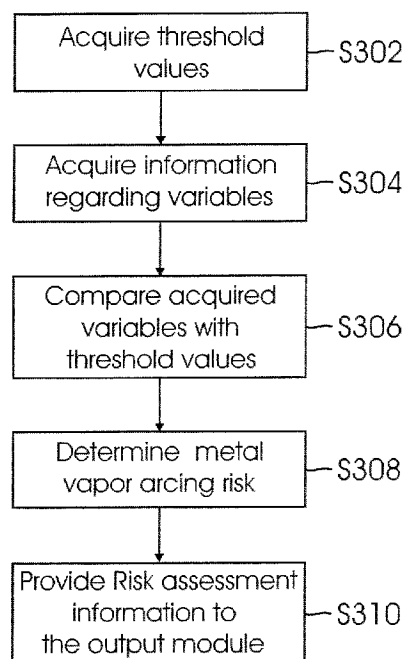 Acquire threshold
values
S302
Acquire information
regarding variables
S304
Compare acquired
variables with
threshold values
S306
Determine metal
vapor arcing risk
S308
Provide Risk assessment
information to
the output module
S310